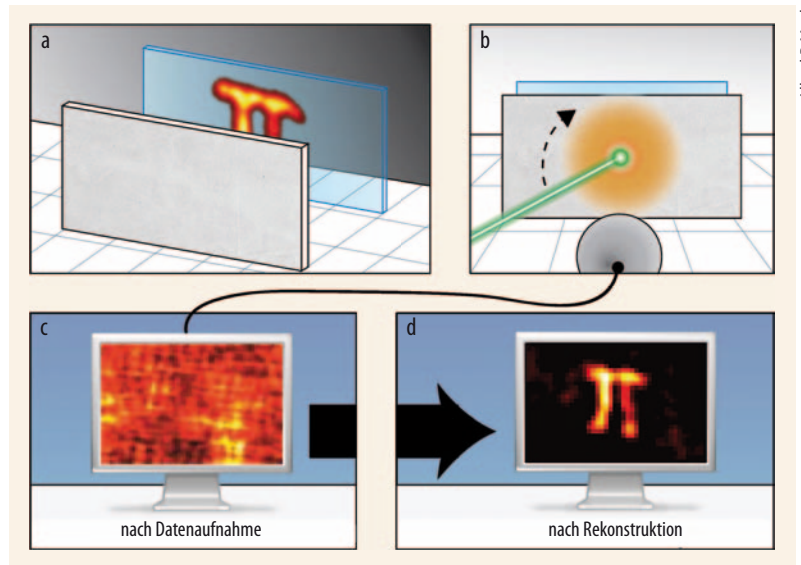 a
b
c
d
π
nach Datenaufnahme
π
nach Rekonstruktion